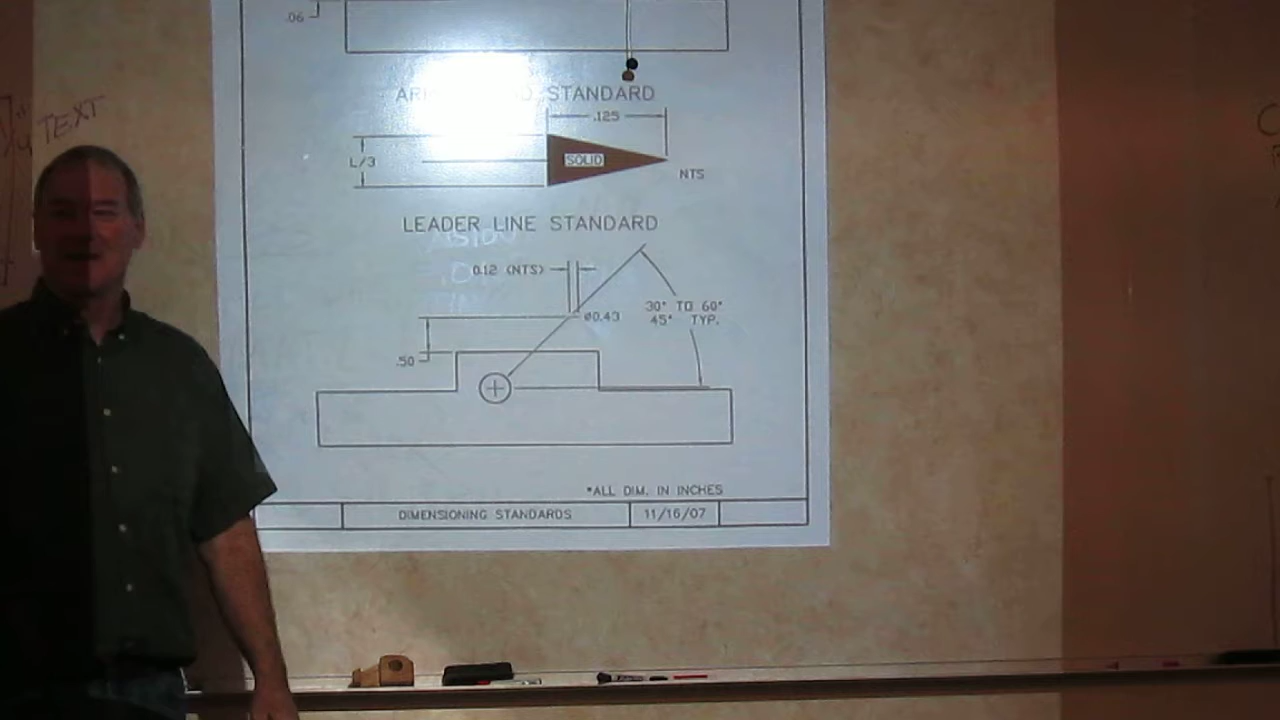 .06
TEXT
STANDARD
.125
L/3
SOLID
NTS
LEADER LINE STANDARD
0.12 (NTS)
30° TO 60°
ø0.43
45° TYP.
.50
*ALL DIM. IN INCHES
DIMENSIONING STANDARDS
11/16/07